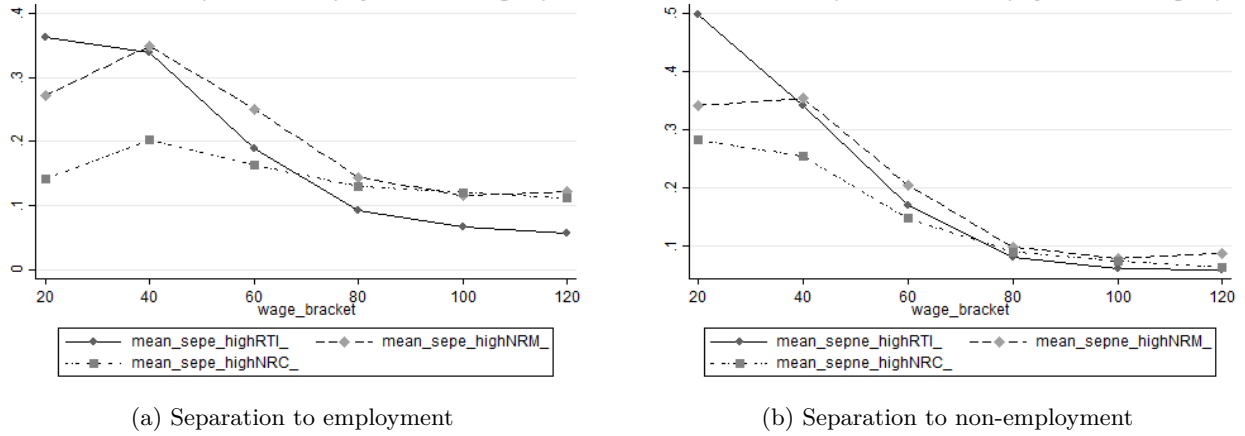 .4
.3
.2
.1
0
20 40 60 80 100 120
wage_bracket
mean_sepe_highRTI_ mean_sepe_highNRM_
mean_sepe_highNRC_
(a) Separation to employment
.5
.4
.3
.2
.1
20 40 60 80 100 120
wage_bracket
mean_sepne_highRTI_ mean_sepne_highNRM_
mean_sepne_highNRC_
(b) Separation to non-employment